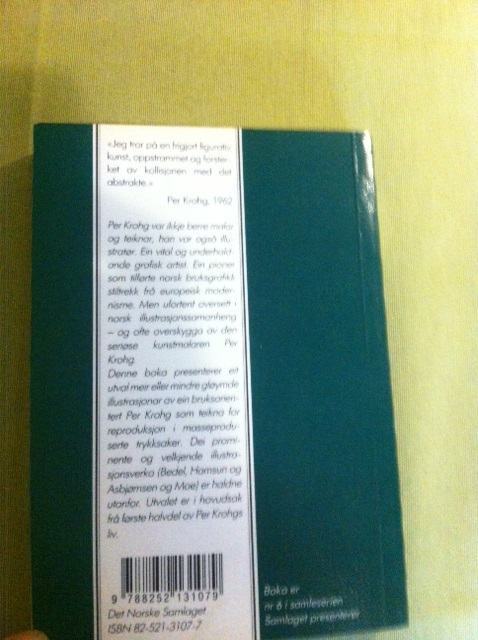 «Jeg tror på en frigjort figurativ
kunst, oppstrammet og forster-
ket av kollisjonen med det
abstrakte.»
Per Krohg, 1962
Per Krohg var ikkje berre malar
og teiknar, han var også illu-
stratør. Ein vital og underhald-
ande grafisk artist. Ein pioner
som tilførte norsk bruksgrafikk
stiltrekk frå europeisk moder-
nisme. Men ufortent oversett i
norsk illustrasjonssamanheng
– og ofte overskygga av den
seriøse kunstmalaren Per
Krohg.
Denne boka presenterer eit
utval meir eller mindre gløymde
illustrasjonar av ein bruksorien-
tert Per Krohg som teikna for
reproduksjon i masseprodu-
serte trykksaker. Dei promi-
nente og velkjende illustra-
sjonsverka (Bedel, Hamsun og
Asbjørnsen og Moe) er haldne
utanfor. Utvalet er i hovudsak
frå første halvdel av Per Krohgs
liv.
9 788252 131079
Det Norske Samlaget
ISBN 82-521-3107-7
Boka er
nr 6 i samleserien
Samlaget presenterer